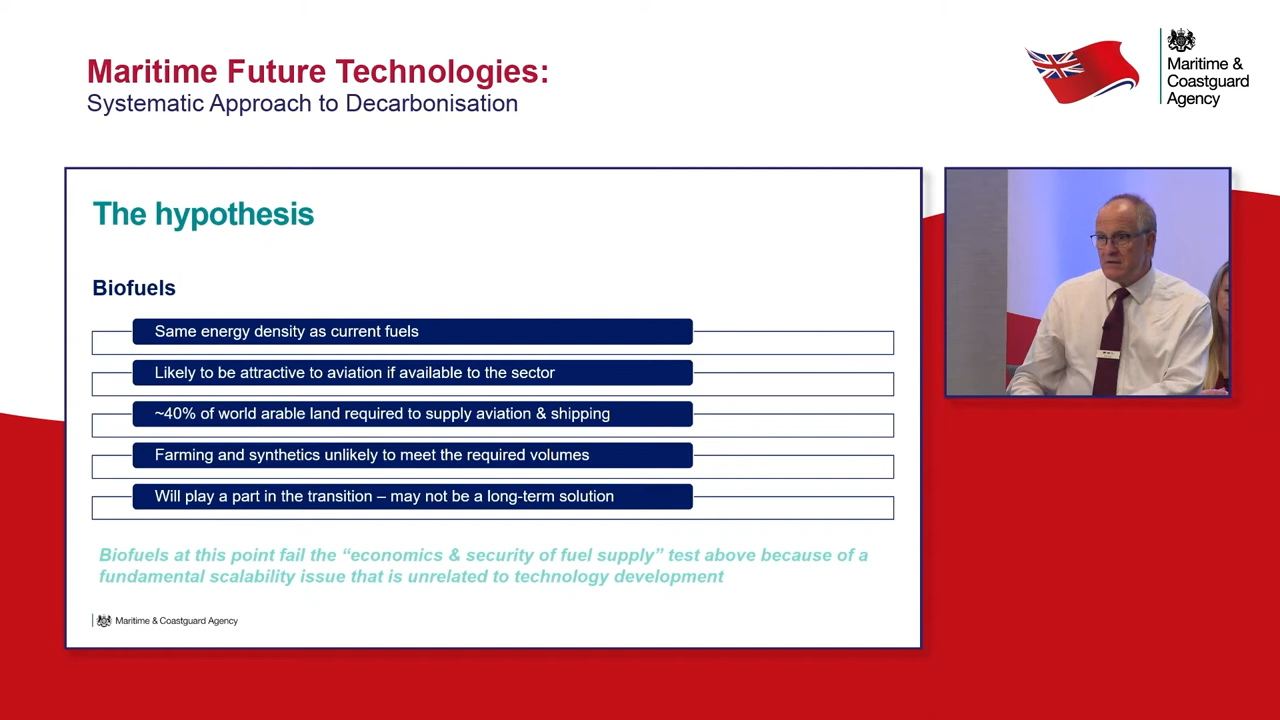 Maritime Future Technologies:
Systematic Approach to Decarbonisation
Maritime &
Coastguard
Agency
The hypothesis
Biofuels
Same energy density as current fuels
Likely to be attractive to aviation if available to the sector
~40% of world arable land required to supply aviation & shipping
Farming and synthetics unlikely to meet the required volumes
Will play a part in the transition – may not be a long-term solution
Biofuels at this point fail the “economics & security of fuel supply” test above because of a
fundamental scalability issue that is unrelated to technology development
Maritime & Coastguard Agency